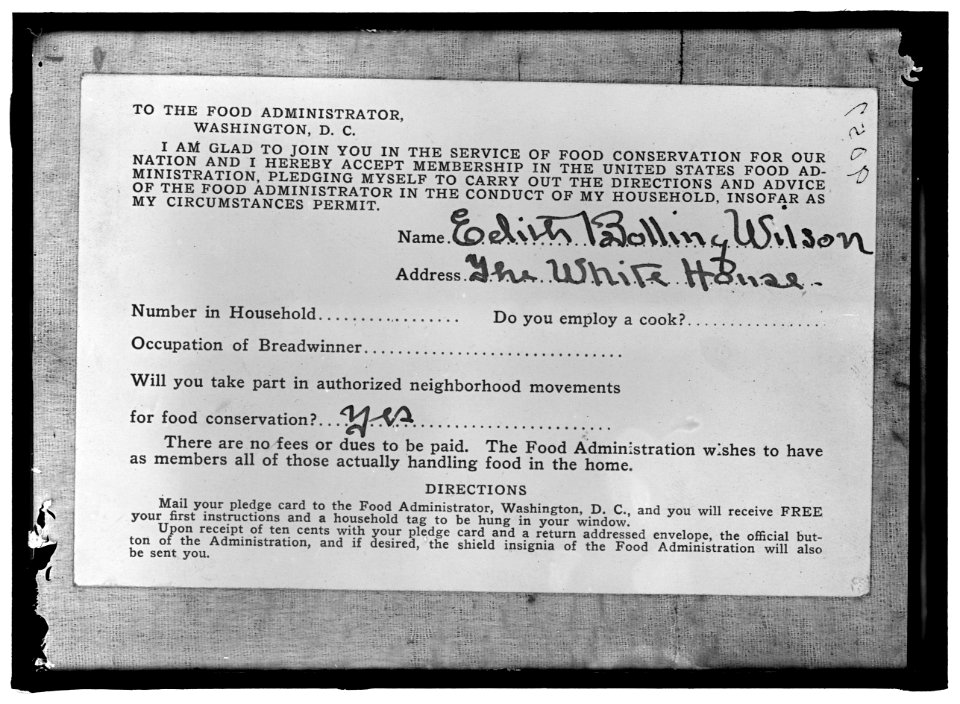 TO THE FOOD ADMINISTRATOR,
WASHINGTON, D. C.
I AM GLAD TO JOIN YOU IN THE SERVICE OF FOOD CONSERVATION FOR OUR
NATION AND I HEREBY ACCEPT MEMBERSHIP IN THE UNITED STATES FOOD AD-
MINISTRATION, PLEDGING MYSELF TO CARRY OUT THE DIRECTIONS AND ADVICE
OF THE FOOD ADMINISTRATOR IN THE CONDUCT OF MY HOUSEHOLD, INSOFAR AS
MY CIRCUMSTANCES PERMIT.
Name. Edith Bolling Wilson
Address. The White House.
Number in Household.................. Do you employ a cook?.................
Occupation of Breadwinner.................................
Will you take part in authorized neighborhood movements
for food conservation?....yes..............................
There are no fees or dues to be paid. The Food Administration wishes to have
as members all of those actually handling food in the home.
DIRECTIONS
Mail your pledge card to the Food Administrator, Washington, D. C., and you will receive FREE
your first instructions and a household tag to be hung in your window.
Upon receipt of ten cents with your pledge card and a return addressed envelope, the official but-
ton of the Administration, and if desired, the shield insignia of the Food Administration will also
be sent you.